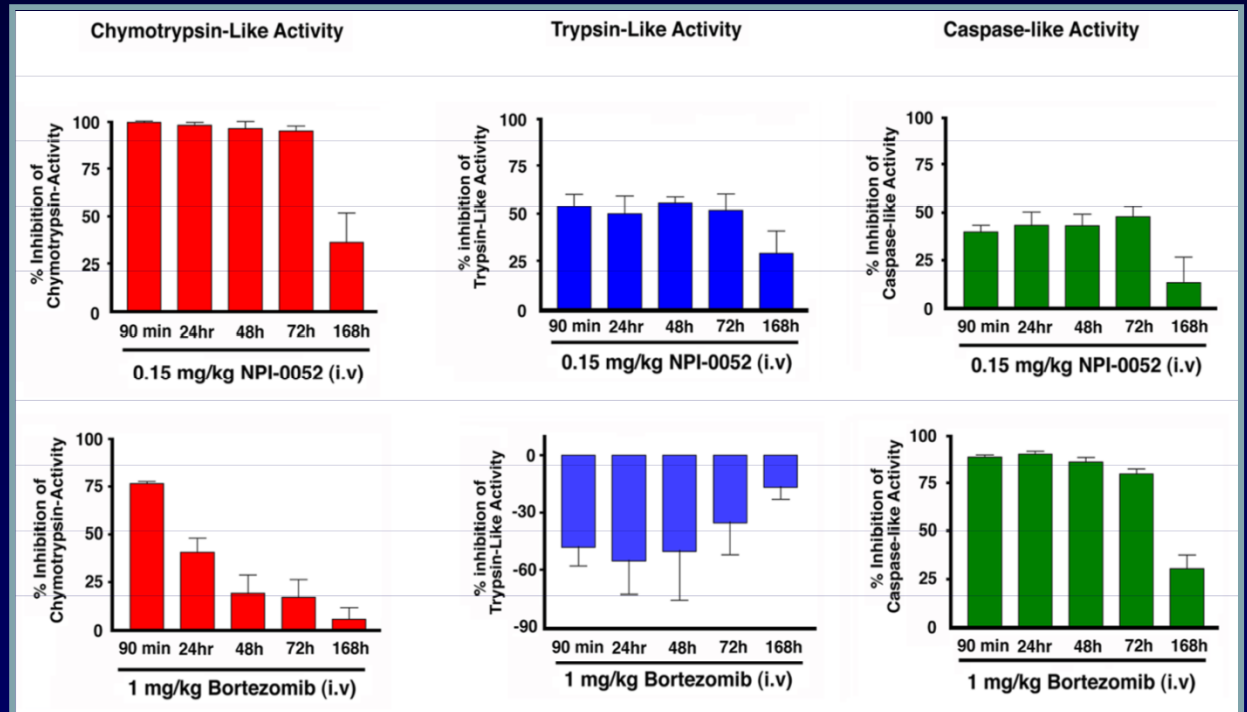 Chymotrypsin-Like Activity
Trypsin-Like Activity
Caspase-like Activity
% Inhibition of
Chymotrypsin-Activity
100
75
50
25
0
90 min 24hr 48h 72h 168h
0.15 mg/kg NPI-0052 (i.v)
% inhibition of
Trypsin-Like Activity
100
75
50
25
0
90 min 24hr 48h 72h 168h
0.15 mg/kg NPI-0052 (i.v)
% Inhibition of
Caspase-like Activity
100
75
50
25
0
90 min 24hr 48h 72h 168h
0.15 mg/kg NPI-0052 (i.v)
% Inhibition of
Chymotrypsin-Activity
100
75
50
25
0
90 min 24hr 48h 72h 168h
1 mg/kg Bortezomib (i.v)
% inhibition of
Trypsin-Like Activity
0
-30
-60
-90
90 min 24hr 48h 72h 168h
1 mg/kg Bortezomib (i.v)
% Inhibition of
Caspase-like Activity
100
75
50
25
0
90 min 24hr 48h 72h 168h
1 mg/kg Bortezomib (i.v)